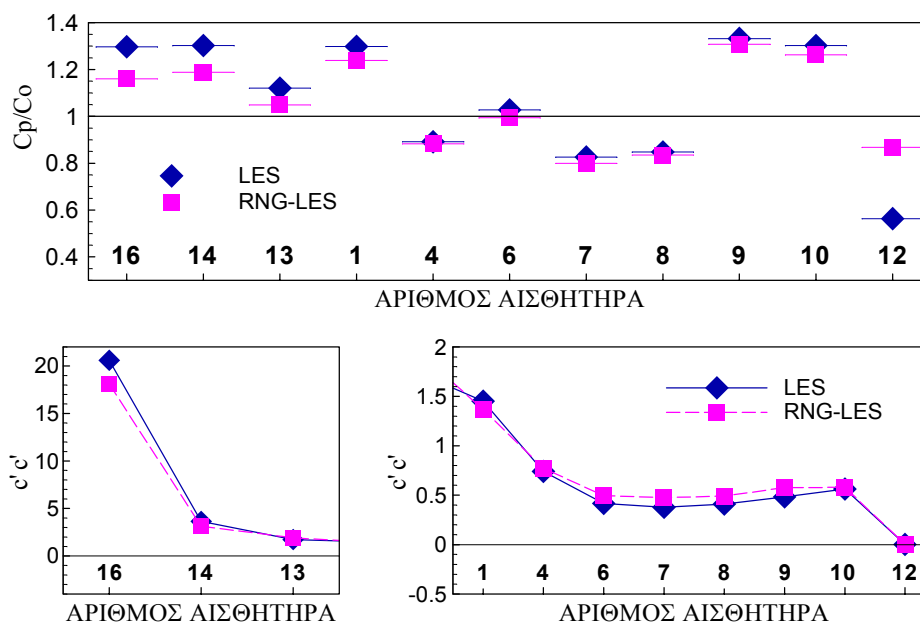 1.4
1.2
1
0.8
0.6
0.4
Cp/Co
LES
RNG-LES
16 14 13 1 4 6 7 8 9 10 12
ΑΡΙΘΜΟΣ ΑΙΣΘΗΤΗΡΑ
20
15
10
5
0
c' c'
16 14 13
ΑΡΙΘΜΟΣ ΑΙΣΘΗΤΗΡΑ
2
1.5
1
0.5
0
-0.5
c' c'
LES
RNG-LES
1 4 6 7 8 9 10 12
ΑΡΙΘΜΟΣ ΑΙΣΘΗΤΗΡΑ